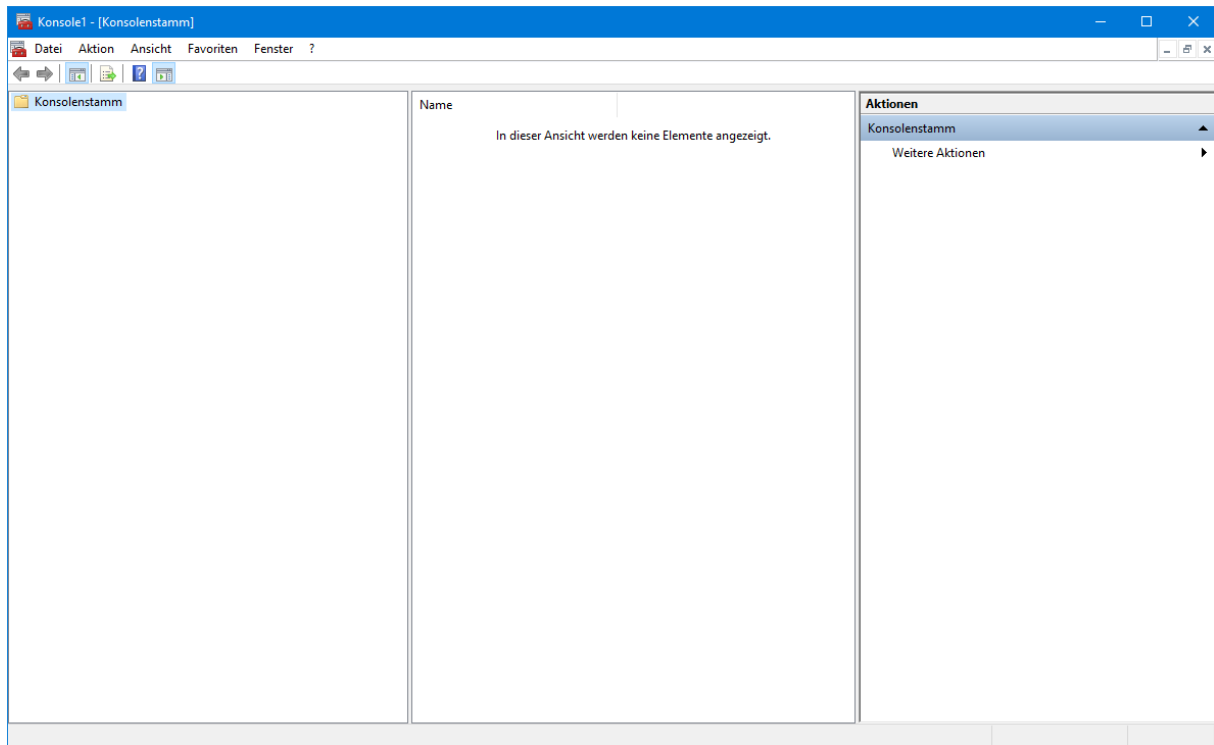 Konsole1 - [Konsolenstamm]
Datei Aktion Ansicht Favoriten Fenster ?
Konsolenstamm
Name
In dieser Ansicht werden keine Elemente angezeigt.
Aktionen
Konsolenstamm
Weitere Aktionen